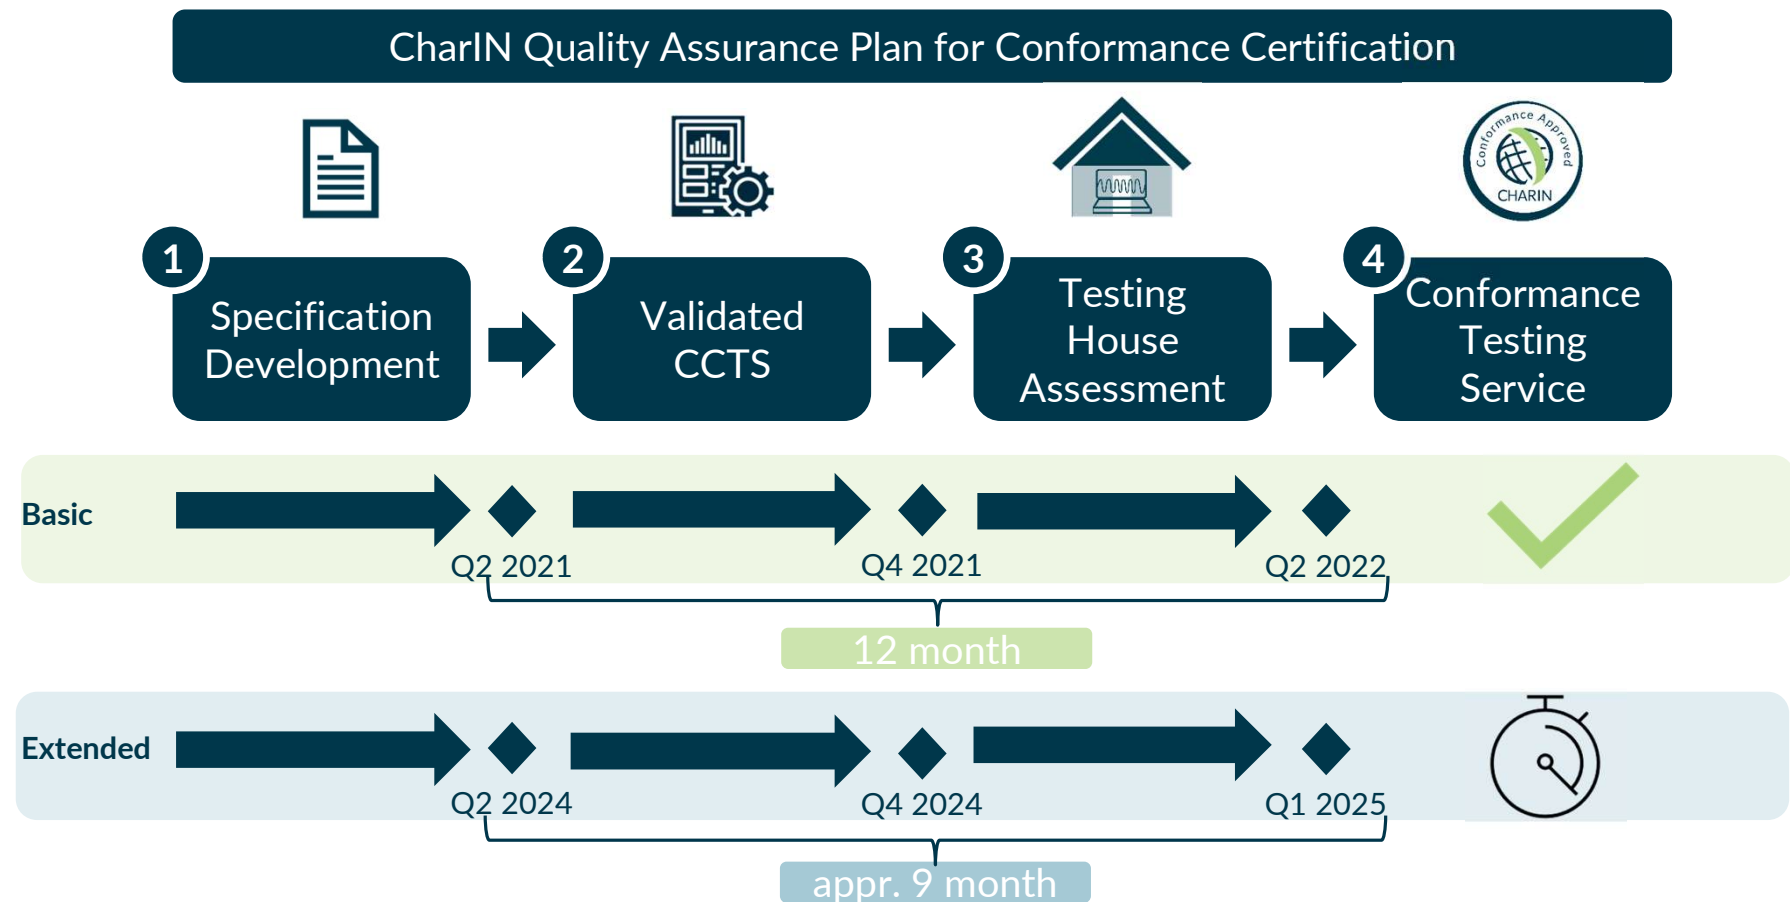 CharIN Quality Assurance Plan for Conformance Certification
Conformance Approved
CHARIN
1
Specification
Development
2
Validated
CCTS
3
Testing
House
Assessment
4
Conformance
Testing
Service
Basic
Q2 2021
Q4 2021
Q2 2022
12 month
Extended
Q2 2024
Q4 2024
Q1 2025
appr. 9 month